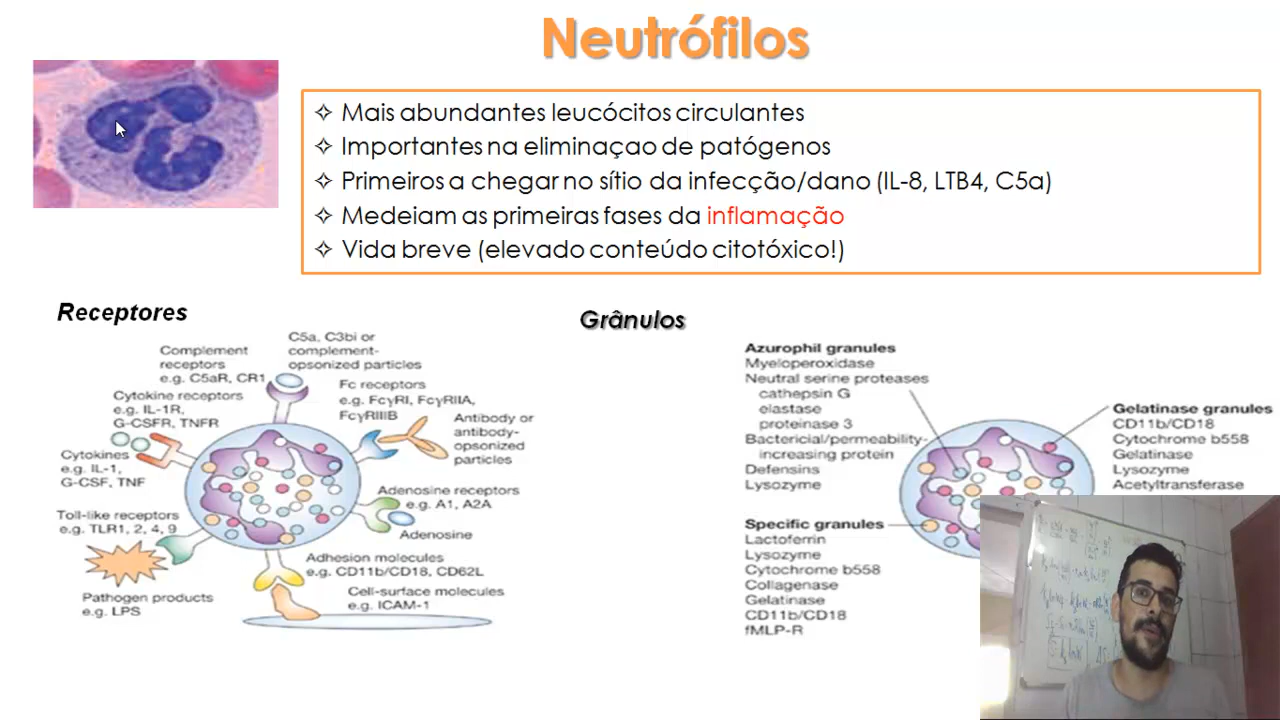 Neutrófilos
✧ Mais abundantes leucócitos circulantes
✧ Importantes na eliminaçao de patógenos
✧ Primeiros a chegar no sítio da infecção/dano (IL-8, LTB4, C5a)
✧ Medeiam as primeiras fases da inflamação
✧ Vida breve (elevado conteúdo citotóxico!)
Receptores
C5a, C3bi or
complement-
opsonized particles
Complement
receptors
e.g. C5aR, CR1
Fc receptors
e.g. FcγRI, FcγRIIA,
FcγRIIIB
Cytokine receptors
e.g. IL-1R,
G-CSFR, TNFR
Antibody or
antibody-
opsonized
particles
Cytokines
e.g. IL-1,
G-CSF, TNF
Adenosine receptors
e.g. A1, A2A
Adenosine
Toll-like receptors
e.g. TLR1, 2, 4, 9
Adhesion molecules
e.g. CD11b/CD18, CD62L
Pathogen products
e.g. LPS
Cell-surface molecules
e.g. ICAM-1
Grânulos
Azurophil granules
Myeloperoxidase
Neutral serine proteases
cathepsin G
elastase
proteinase 3
Bactericial/permeability-
increasing protein
Defensins
Lysozyme
Gelatinase granules
CD11b/CD18
Cytochrome b558
Gelatinase
Lysozyme
Acetyltransferase
Specific granules
Lactoferrin
Lysozyme
Cytochrome b558
Collagenase
Gelatinase
CD11b/CD18
fMLP-R